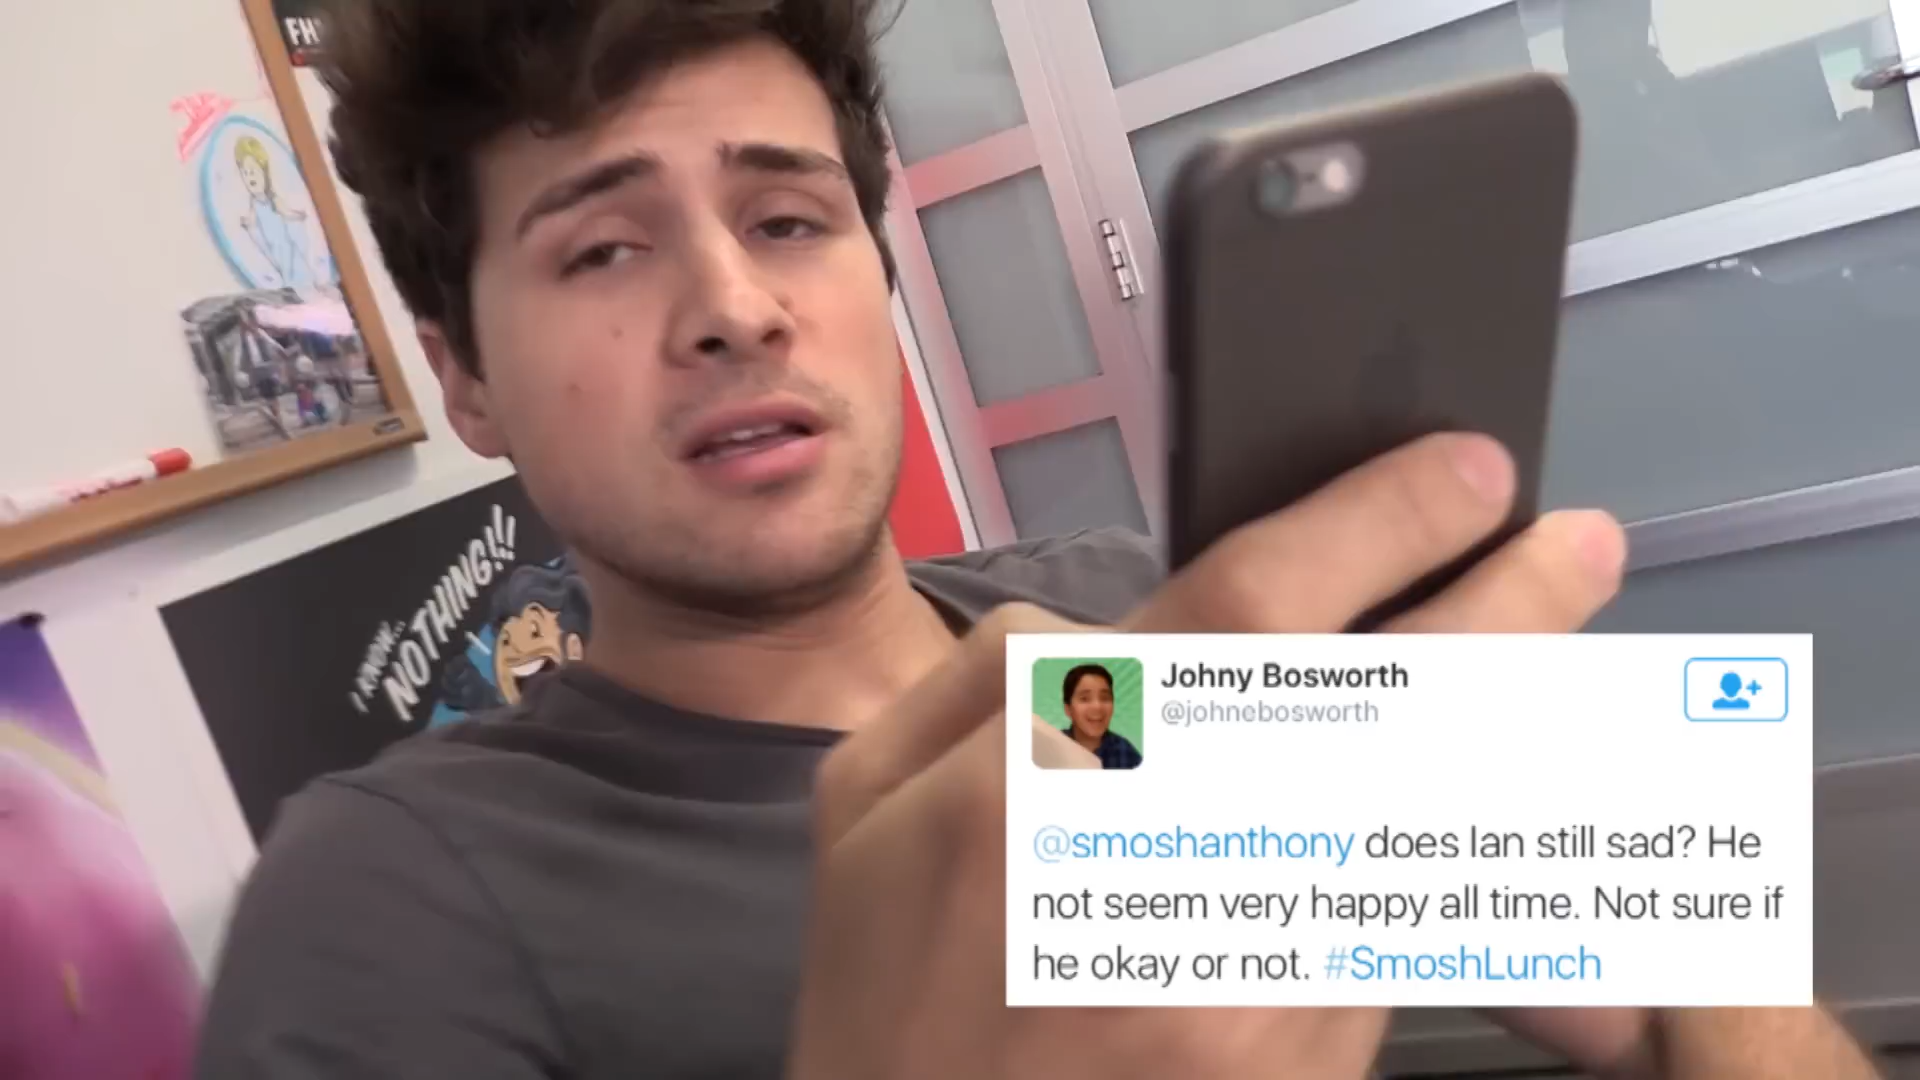 FH
I KNOW...
NOTHING!!!
Johny Bosworth
@johnebosworth
@smoshanthony does Ian still sad? He
not seem very happy all time. Not sure if
he okay or not. #SmoshLunch